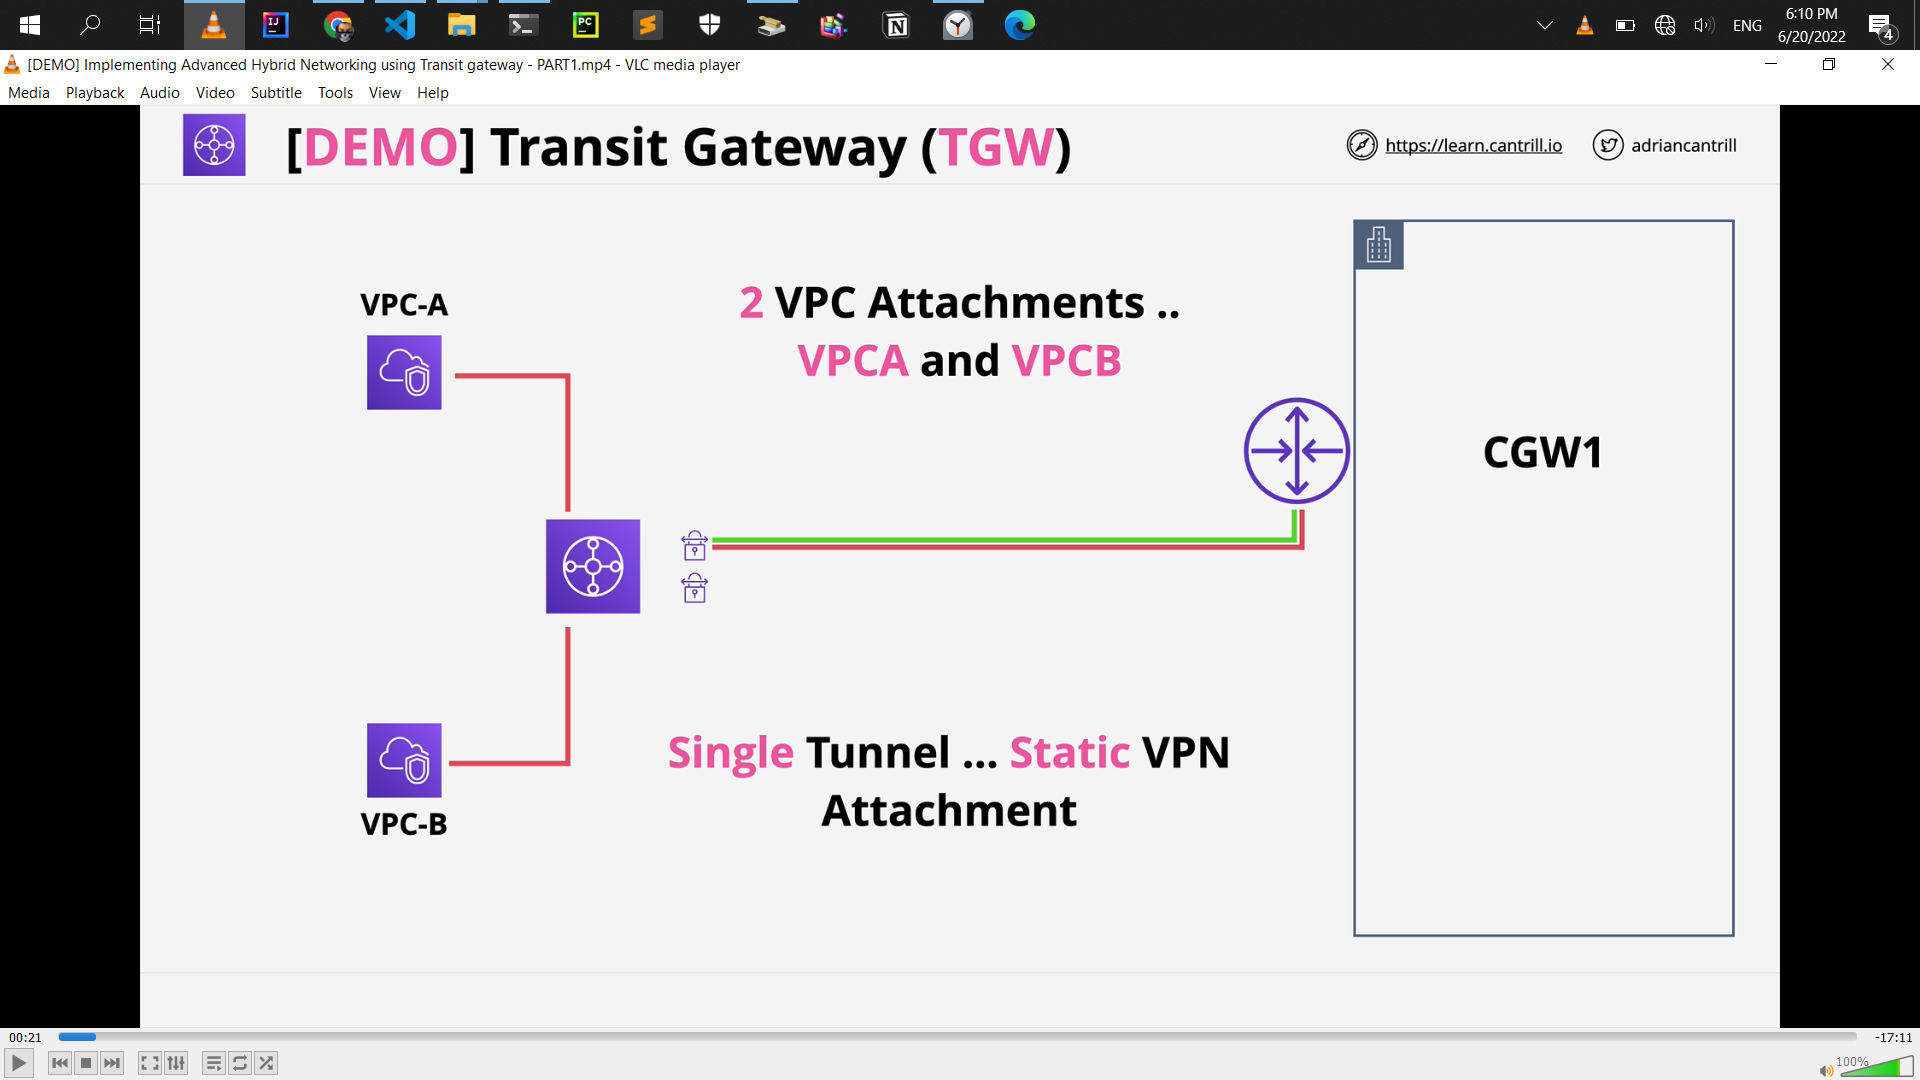 ENG
6:10 PM
6/20/2022
4
[DEMO] Implementing Advanced Hybrid Networking using Transit gateway - PART1.mp4 - VLC media player
Media Playback Audio Video Subtitle Tools View Help
[DEMO] Transit Gateway (TGW)
https://learn.cantrill.io
adriancantrill
VPC-A
2 VPC Attachments ..
VPCA and VPCB
CGW1
Single Tunnel ... Static VPN
Attachment
VPC-B
00:21
-17:11
100%